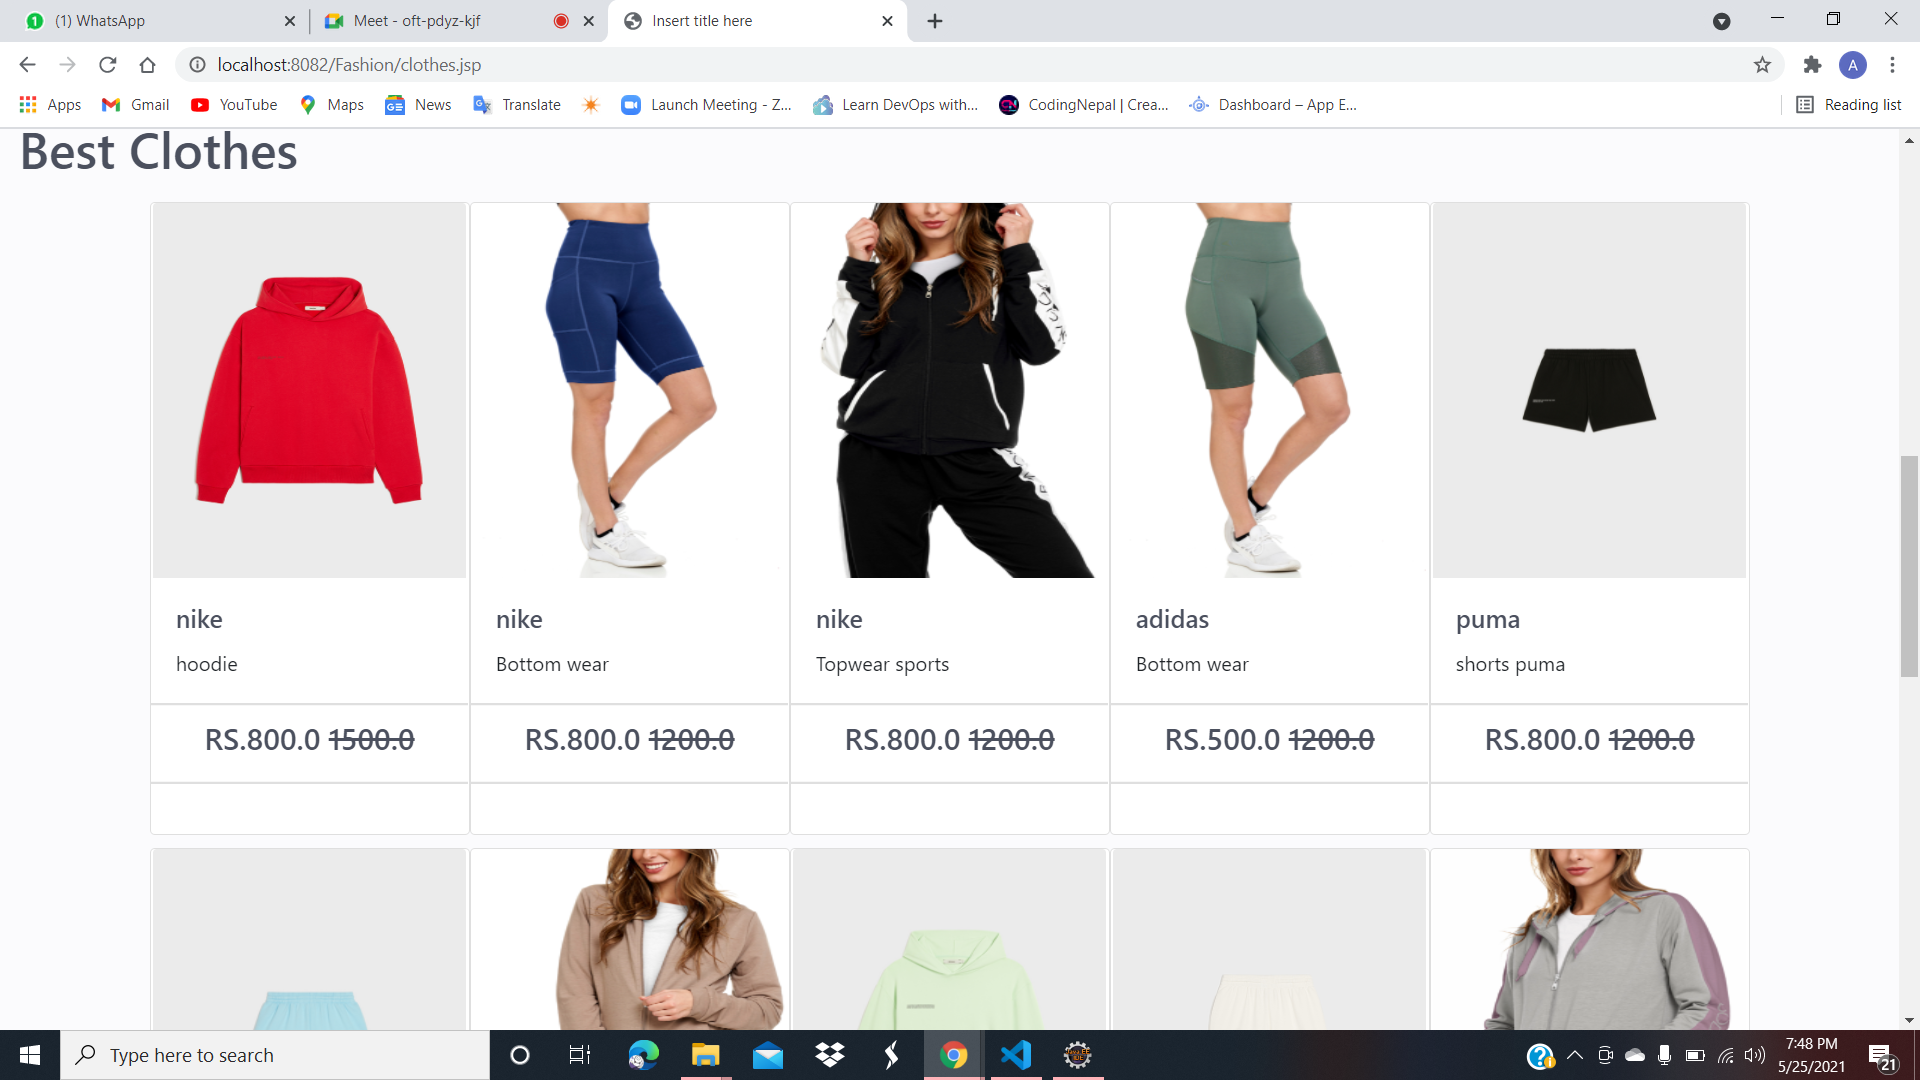 (1) WhatsApp
Meet - oft-pdyz-kjf
Insert title here
localhost:8082/Fashion/clothes.jsp
A
Apps
Gmail
YouTube
Maps
News
Translate
Launch Meeting - Z...
Learn DevOps with...
CodingNepal | Crea...
Dashboard – App E...
Reading list
Best Clothes
nike
hoodie
RS.800.0 1500.0
nike
Bottom wear
RS.800.0 1200.0
nike
Topwear sports
RS.800.0 1200.0
adidas
Bottom wear
RS.500.0 1200.0
puma
shorts puma
RS.800.0 1200.0
Type here to search
7:48 PM
5/25/2021
21